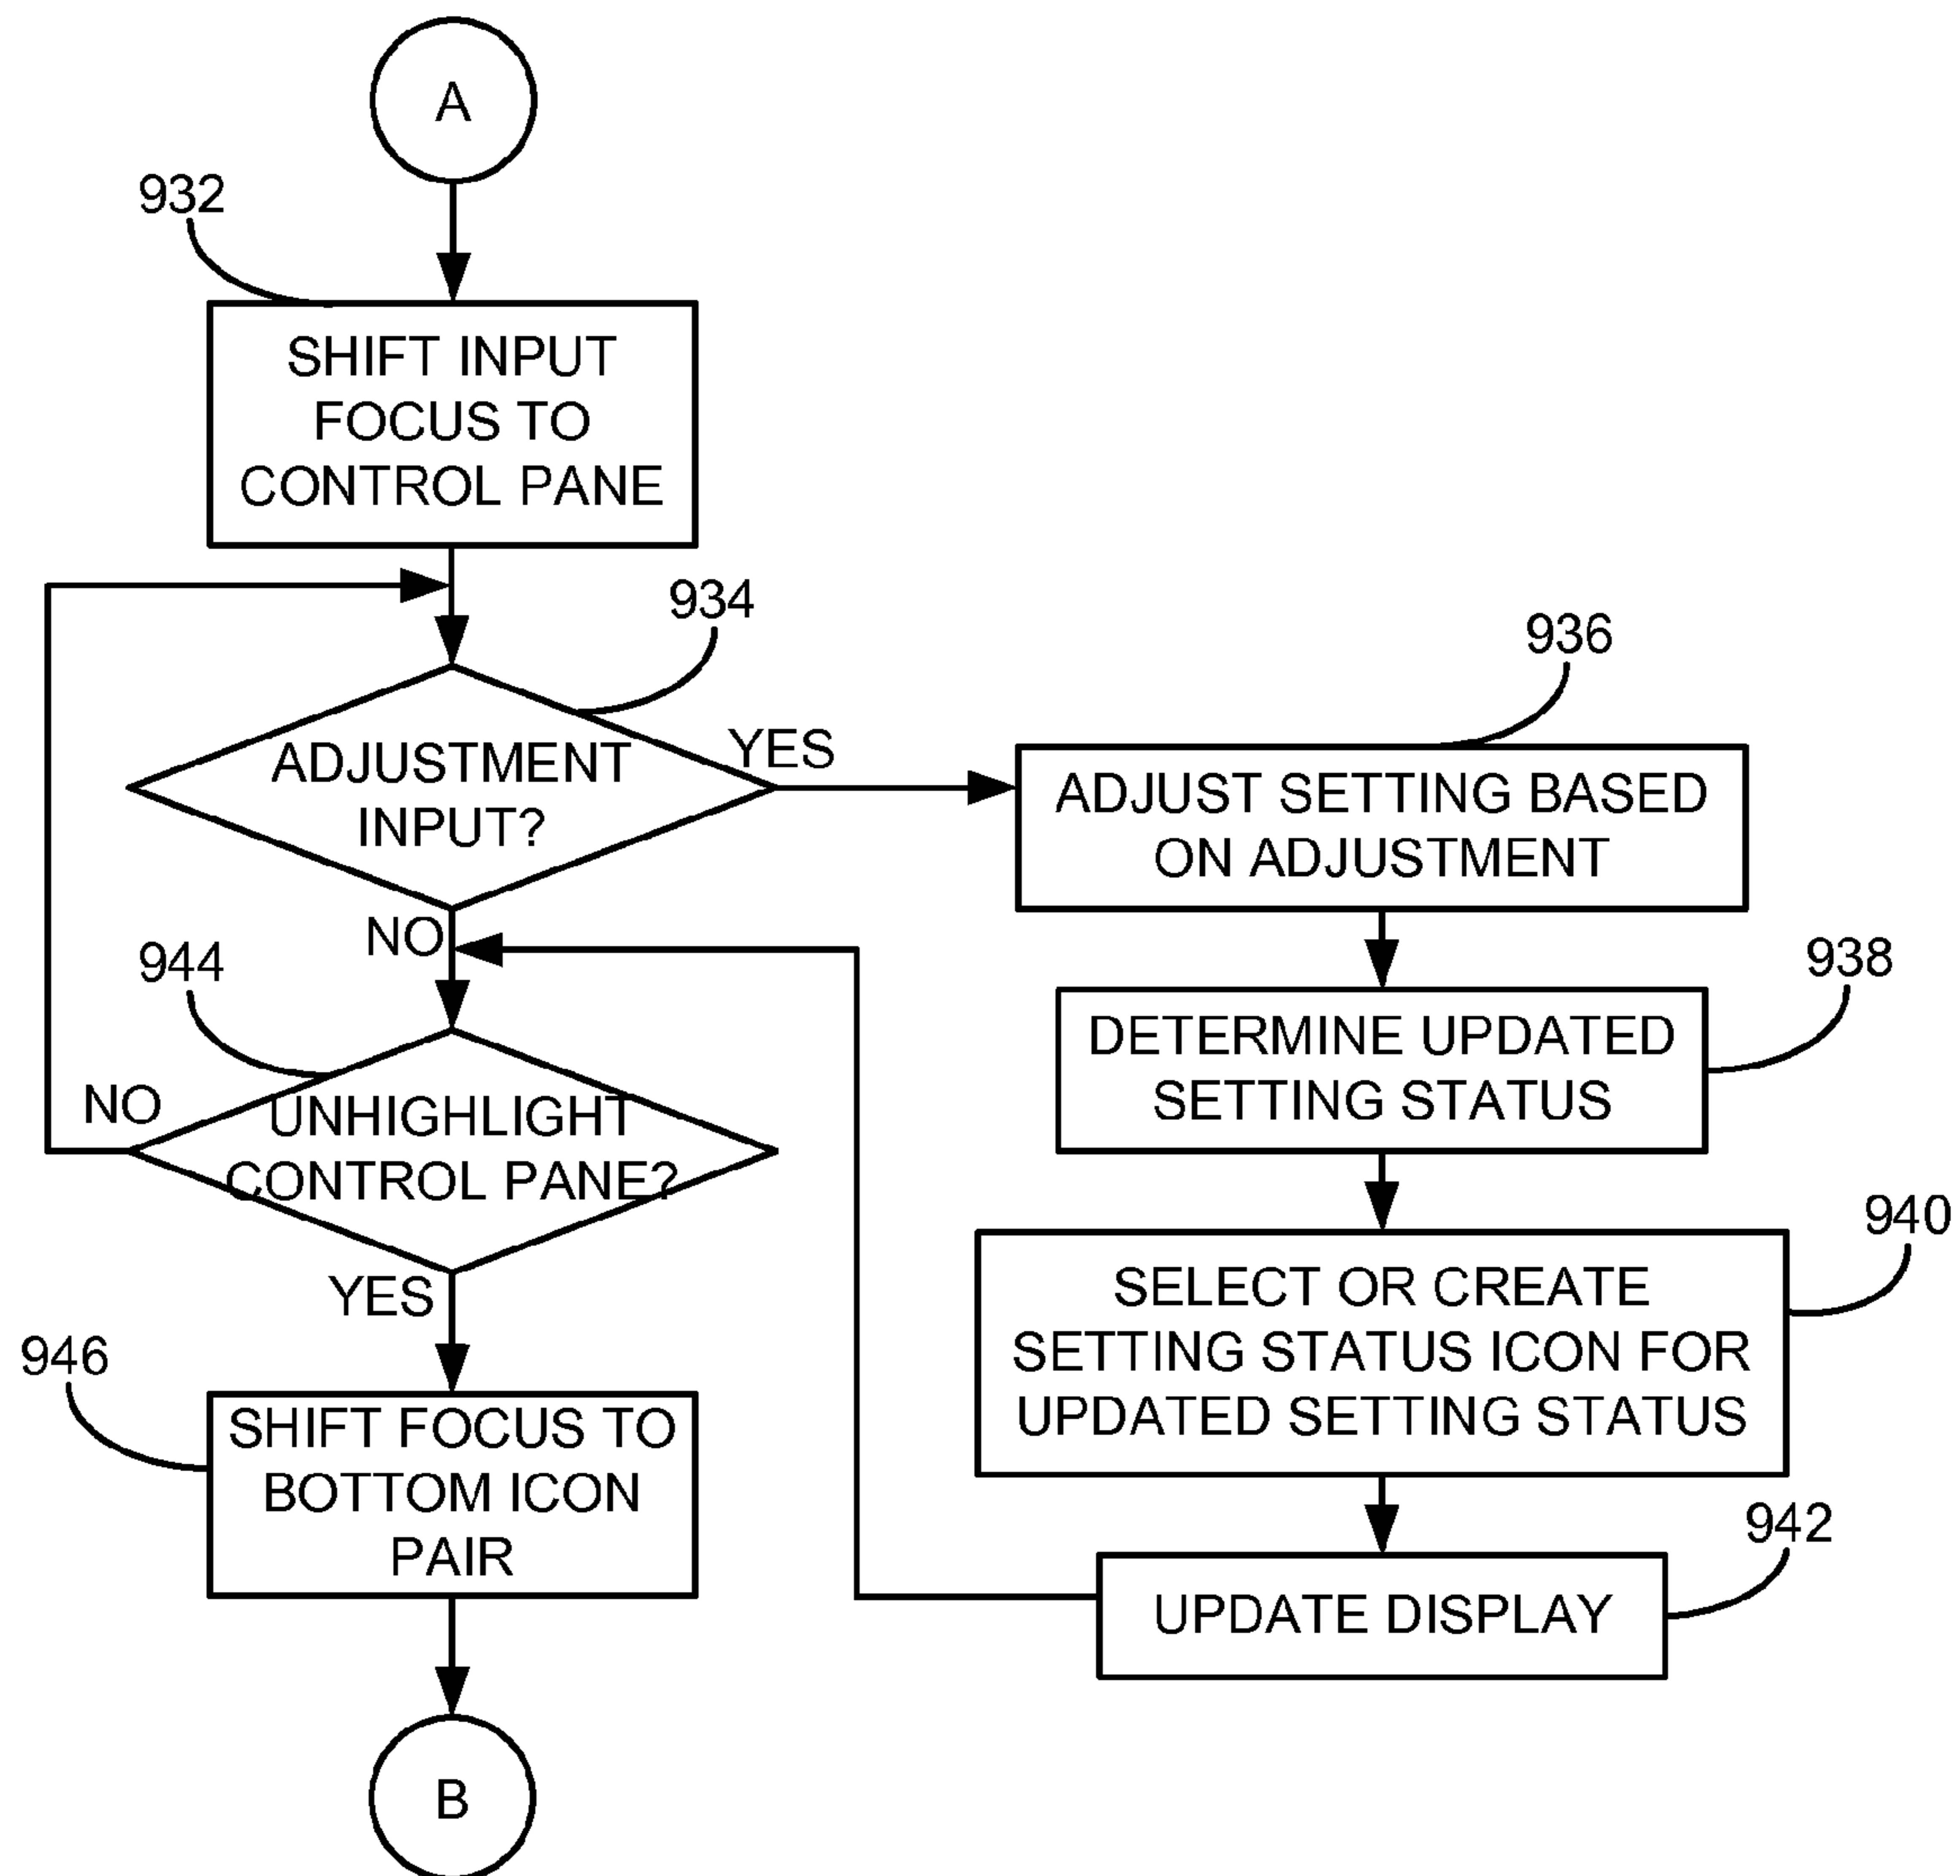 A
932
SHIFT INPUT
FOCUS TO
CONTROL PANE
934
ADJUSTMENT
INPUT?
YES
NO
936
ADJUST SETTING BASED
ON ADJUSTMENT
938
DETERMINE UPDATED
SETTING STATUS
940
SELECT OR CREATE
SETTING STATUS ICON FOR
UPDATED SETTING STATUS
942
UPDATE DISPLAY
944
UNHIGHLIGHT
CONTROL PANE?
NO
YES
946
SHIFT FOCUS TO
BOTTOM ICON
PAIR
B